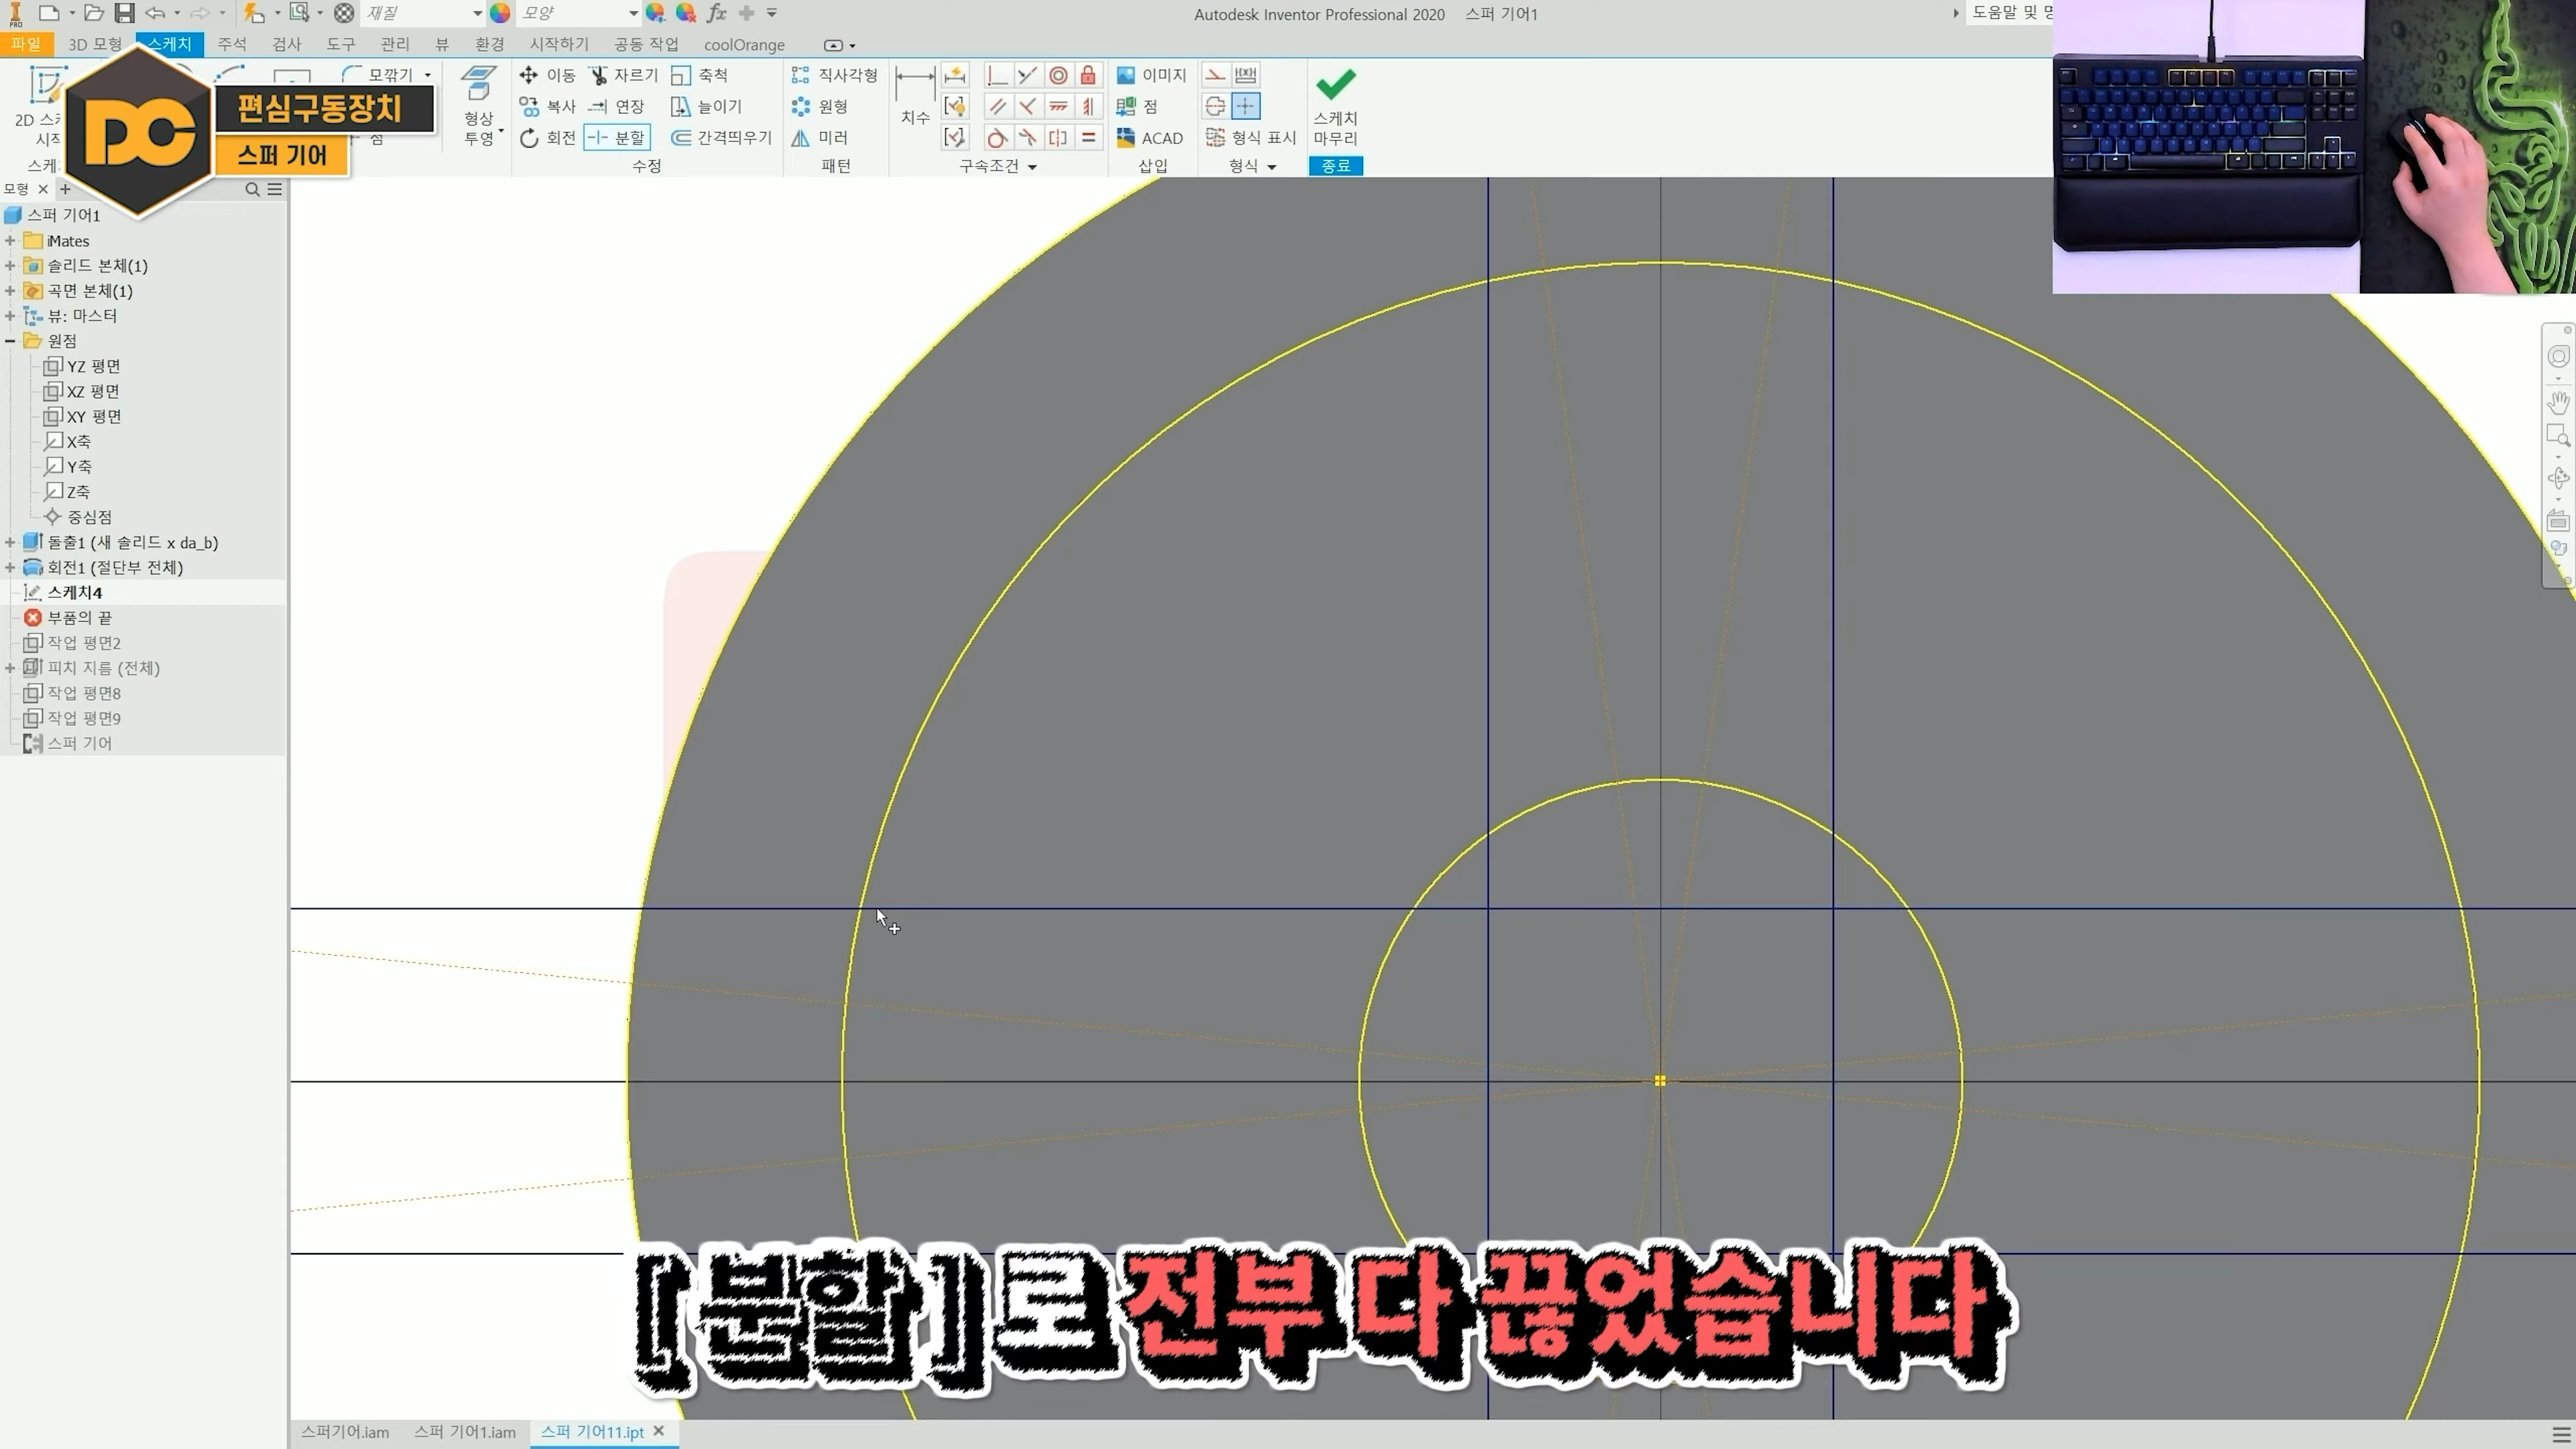 재질
모양
fx
Autodesk Inventor Professional 2020 스퍼 기어1
도움말 및 명
PRO
파일 3D 모형 스케치 주석 검사 도구 관리 뷰 환경 시작하기 공동 작업 coolOrange
모깎기
이동 자르기 축척
직사각형
이미지
DC
편심구동장치
복사 연장 늘이기
원형
점
2D 스
시작
형상
투영
치수
스케치
마무리
스퍼 기어
점
회전 분할 간격띄우기
미러
ACAD
형식 표시
스케
수정
패턴
구속조건
삽입
형식
종료
모형
스퍼 기어1
iMates
솔리드 본체(1)
곡면 본체(1)
뷰: 마스터
원점
YZ 평면
XZ 평면
XY 평면
X축
Y축
Z축
중심점
돌출1 (새 솔리드 x da_b)
회전1 (절단부 전체)
스케치4
부품의 끝
작업 평면2
피치 지름 (전체)
작업 평면8
작업 평면9
스퍼 기어
[분할]로 전부 다 끊었습니다
스퍼기어.iam 스퍼 기어1.iam 스퍼 기어11.ipt